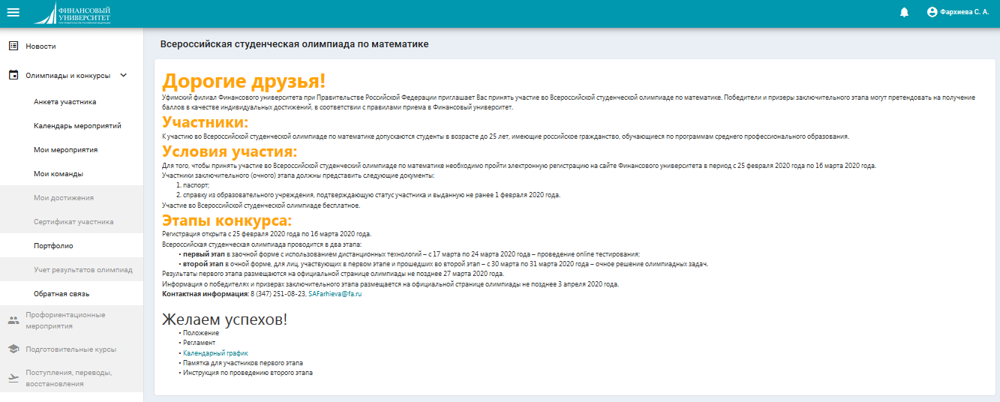 ФИНАНСОВЫЙ
УНИВЕРСИТЕТ
ПРИ ПРАВИТЕЛЬСТВЕ РОССИЙСКОЙ ФЕДЕРАЦИИ
Фархиева С. А.
Новости
Олимпиады и конкурсы
Анкета участника
Календарь мероприятий
Мои мероприятия
Мои команды
Мои достижения
Сертификат участника
Портфолио
Учет результатов олимпиад
Обратная связь
Профориентационные
мероприятия
Подготовительные курсы
Поступления, переводы,
восстановления
Всероссийская студенческая олимпиада по математике
Дорогие друзья!
Уфимский филиал Финансового университета при Правительстве Российской Федерации приглашает Вас принять участие во Всероссийской студенческой олимпиаде по математике. Победители и призеры заключительного этапа могут претендовать на получение
баллов в качестве индивидуальных достижений, в соответствии с правилами приема в Финансовый университет.
Участники:
К участию во Всероссийской студенческой олимпиаде по математике допускаются студенты в возрасте до 25 лет, имеющие российское гражданство, обучающиеся по программам среднего профессионального образования.
Условия участия:
Для того, чтобы принять участие во Всероссийской студенческий олимпиаде по математике необходимо пройти электронную регистрацию на сайте Финансового университета в период с 25 февраля 2020 года по 16 марта 2020 года.
Участники заключительного (очного) этапа должны представить следующие документы:
1. паспорт;
2. справку из образовательного учреждения, подтверждающую статус участника и выданную не ранее 1 февраля 2020 года.
Участие во Всероссийской студенческой олимпиаде бесплатное.
Этапы конкурса:
Регистрация открыта с 25 февраля 2020 года по 16 марта 2020 года.
Всероссийская студенческая олимпиада проводится в два этапа:
• первый этап в заочной форме с использованием дистанционных технологий – с 17 марта по 24 марта 2020 года – проведение online тестирования;
• второй этап в очной форме, для лиц, участвующих в первом этапе и прошедших во второй этап – с 30 марта по 31 марта 2020 года – очное решение олимпиадных задач.
Результаты первого этапа размещаются на официальной странице олимпиады не позднее 27 марта 2020 года.
Информация о победителях и призерах заключительного этапа размещается на официальной странице олимпиады не позднее 3 апреля 2020 года.
Контактная информация: 8 (347) 251-08-23, SAFarhieva@fa.ru
Желаем успехов!
• Положение
• Регламент
• Календарный график
• Памятка для участников первого этапа
• Инструкция по проведению второго этапа